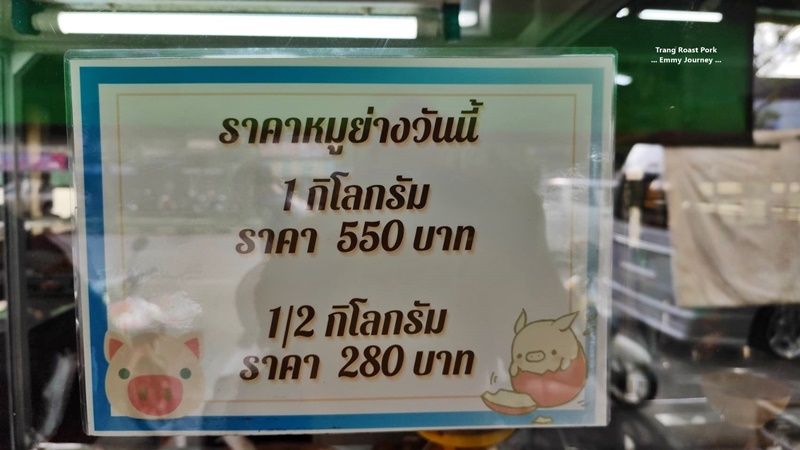 Trang Roast Pork
... Emmy Journey ...
ราคาหมูย่างวันนี้
1 กิโลกรัม
ราคา 550 บาท
1/2 กิโลกรัม
ราคา 280 บาท